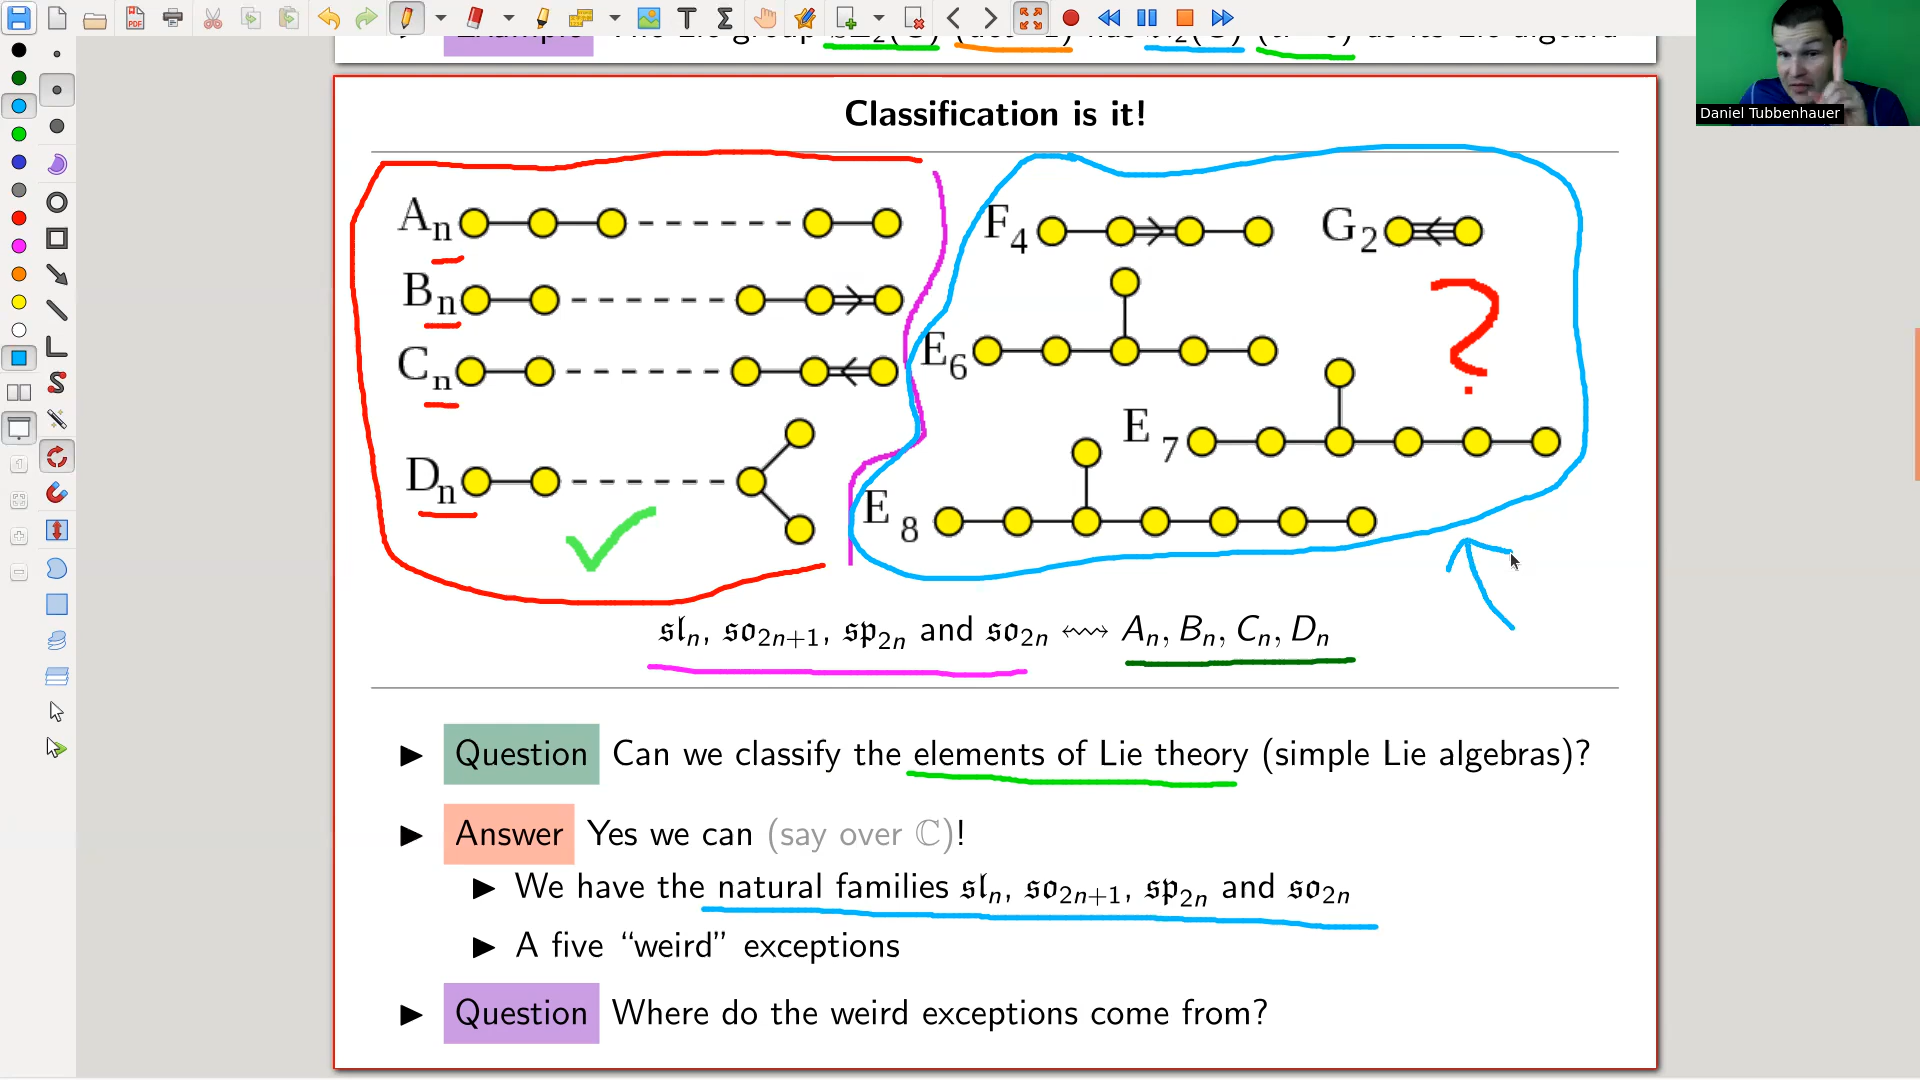 Daniel Tubbenhauer
Classification is it!
A_n
B_n
C_n
D_n
F_4
G_2
E_6
?
E_7
E_8
𝔰𝔩_n, 𝔰𝔬_{2n+1}, 𝔰𝔭_{2n} and 𝔰𝔬_{2n} ↭ A_n, B_n, C_n, D_n
▶ Question Can we classify the elements of Lie theory (simple Lie algebras)?
▶ Answer Yes we can (say over ℂ)!
▶ We have the natural families 𝔰𝔩_n, 𝔰𝔬_{2n+1}, 𝔰𝔭_{2n} and 𝔰𝔬_{2n}
▶ A five “weird” exceptions
▶ Question Where do the weird exceptions come from?